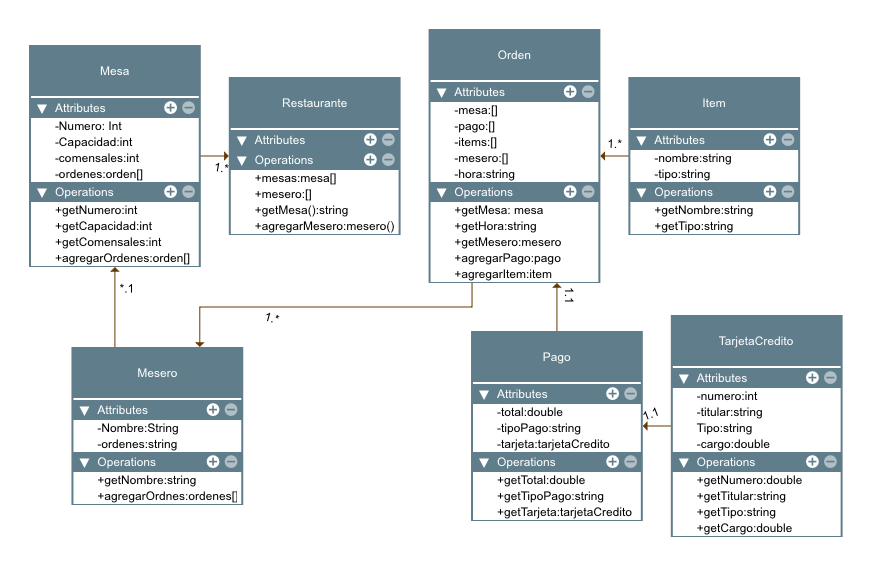 Mesa
Attributes
-Numero: Int
-Capacidad:int
-comensales:int
-ordenes:orden[]
Operations
+getNumero:int
+getCapacidad:int
+getComensales:int
+agregarOrdenes:orden[]
1.*
Restaurante
Attributes
Operations
+mesas:mesa[]
+mesero:[]
+getMesa():string
+agregarMesero:mesero()
Orden
Attributes
-mesa:[]
-pago:[]
-items:[]
-mesero:[]
-hora:string
Operations
+getMesa: mesa
+getHora:string
+getMesero:mesero
+agregarPago:pago
+agregarItem:item
1.*
Item
Attributes
-nombre:string
-tipo:string
Operations
+getNombre:string
+getTipo:string
*.1
1.*
1.1
Mesero
Attributes
-Nombre:String
-ordenes:string
Operations
+getNombre:string
+agregarOrdnes:ordenes[]
Pago
Attributes
-total:double
-tipoPago:string
-tarjeta:tarjetaCredito
Operations
+getTotal:double
+getTipoPago:string
+getTarjeta:tarjetaCredito
1.1
TarjetaCredito
Attributes
-numero:int
-titular:string
Tipo:string
-cargo:double
Operations
+getNumero:double
+getTitular:string
+getTipo:string
+getCargo:double